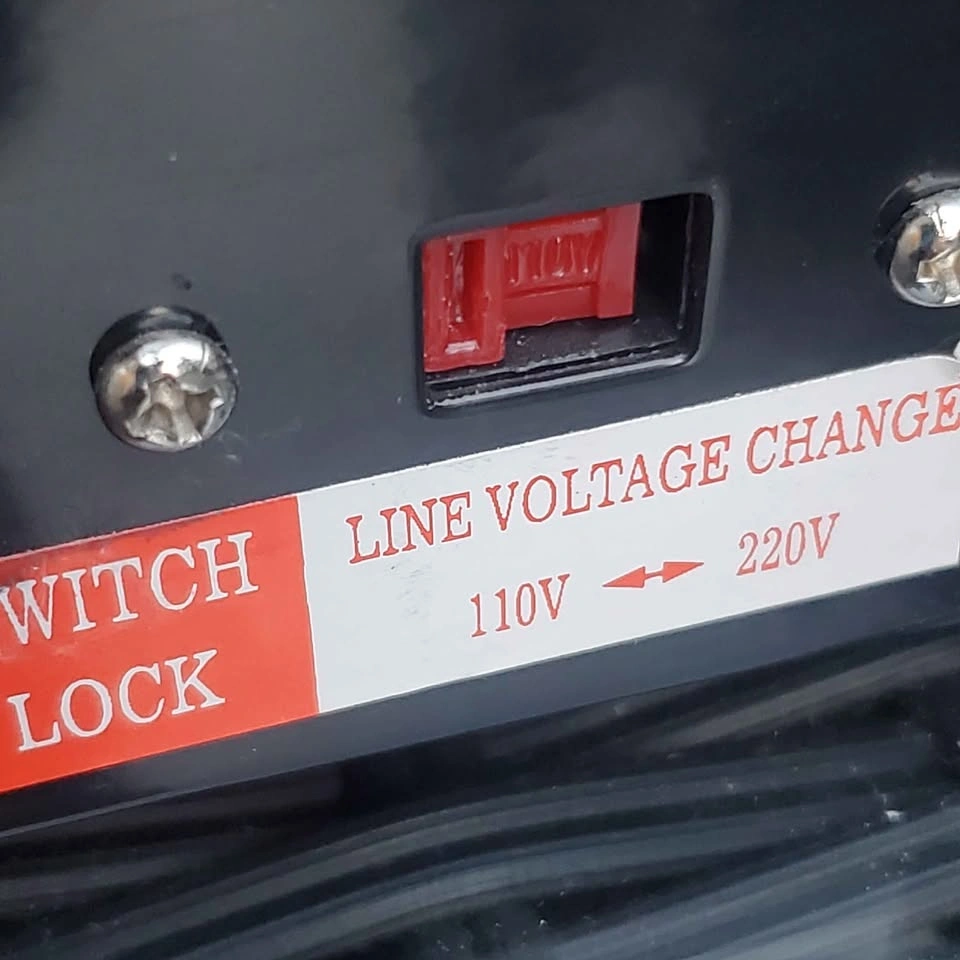 110V
LINE VOLTAGE CHANGE
110V 220V
WITCH
LOCK